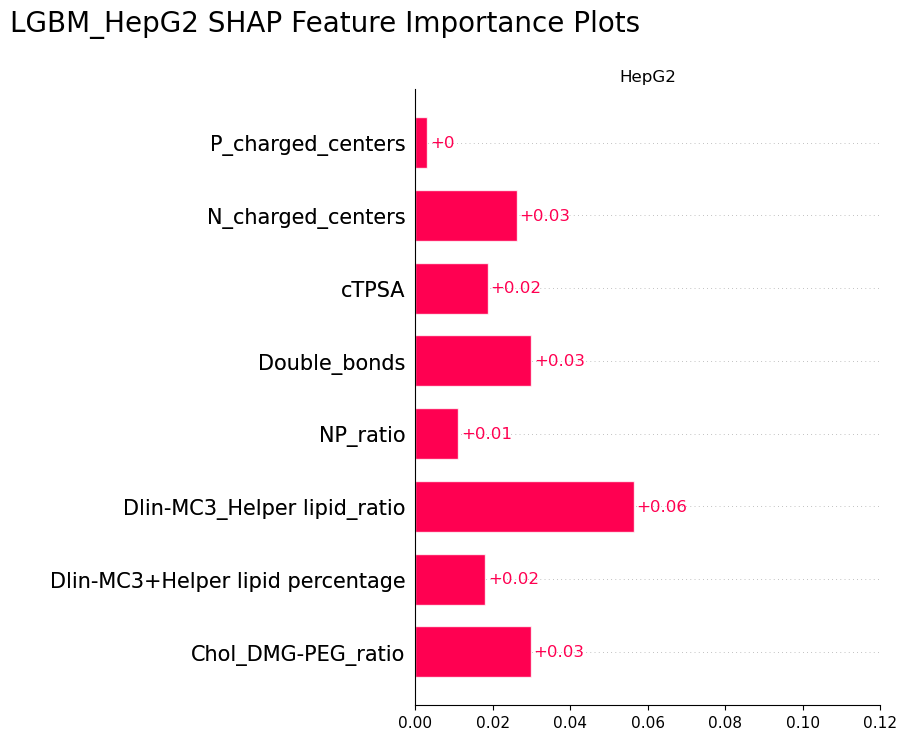 LGBM_HepG2 SHAP Feature Importance Plots
HepG2
P_charged_centers +0
N_charged_centers +0.03
cTPSA +0.02
Double_bonds +0.03
NP_ratio +0.01
Dlin-MC3_Helper lipid_ratio +0.06
Dlin-MC3+Helper lipid percentage +0.02
Chol_DMG-PEG_ratio +0.03
0.00 0.02 0.04 0.06 0.08 0.10 0.12